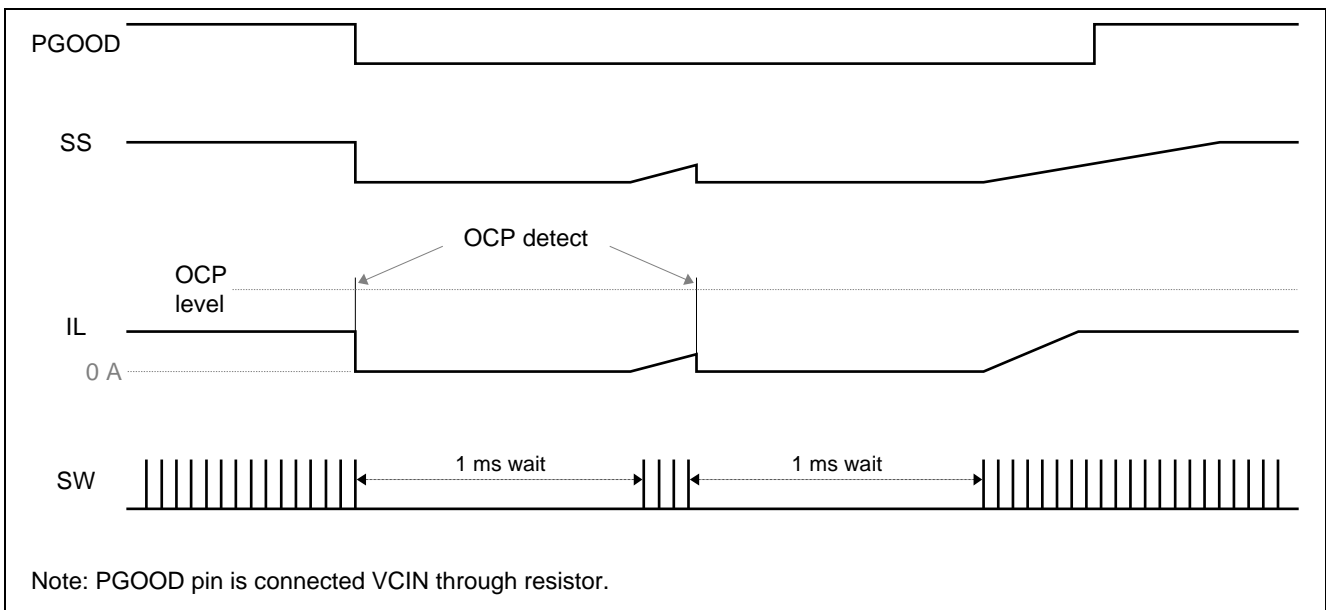 PGOOD
SS
OCP detect
OCP
level
IL
0 A
1 ms wait
1 ms wait
SW
Note: PGOOD pin is connected VCIN through resistor.